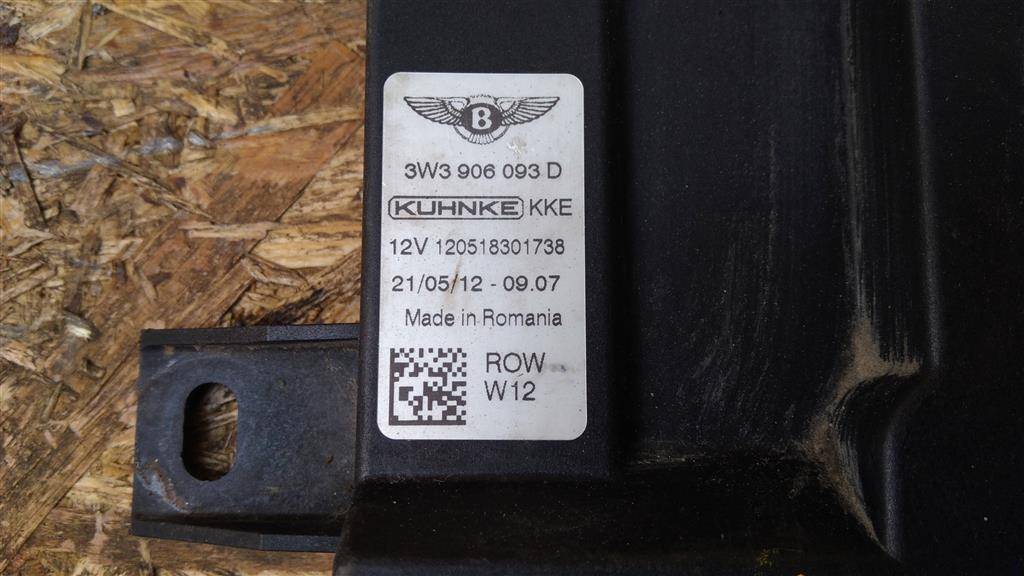 B
3W3 906 093 D
KUHNKE KKE
12V 120518301738
21/05/12 - 09.07
Made in Romania
ROW
W12